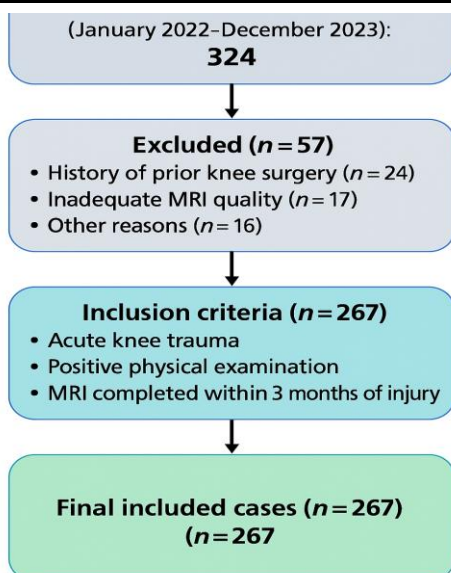 (January 2022–December 2023):
324
Excluded (n = 57)
• History of prior knee surgery (n = 24)
• Inadequate MRI quality (n = 17)
• Other reasons (n = 16)
Inclusion criteria (n = 267)
• Acute knee trauma
• Positive physical examination
• MRI completed within 3 months of injury
Final included cases (n = 267)
(n = 267